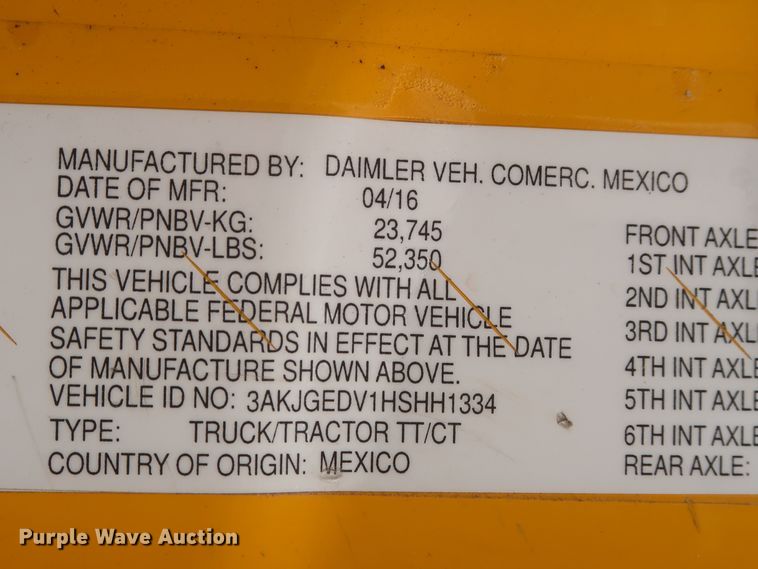 MANUFACTURED BY: DAIMLER VEH. COMERC. MEXICO
DATE OF MFR: 04/16
GVWR/PNBV-KG: 23,745
GVWR/PNBV-LBS: 52,350
THIS VEHICLE COMPLIES WITH ALL
APPLICABLE FEDERAL MOTOR VEHICLE
SAFETY STANDARDS IN EFFECT AT THE DATE
OF MANUFACTURE SHOWN ABOVE.
VEHICLE ID NO: 3AKJGEDV1HSHH1334
TYPE: TRUCK/TRACTOR TT/CT
COUNTRY OF ORIGIN: MEXICO
FRONT AXLE
1ST INT AXLE
2ND INT AXLE
3RD INT AXLE
4TH INT AXLE
5TH INT AXLE
6TH INT AXLE
REAR AXLE:
Purple Wave Auction